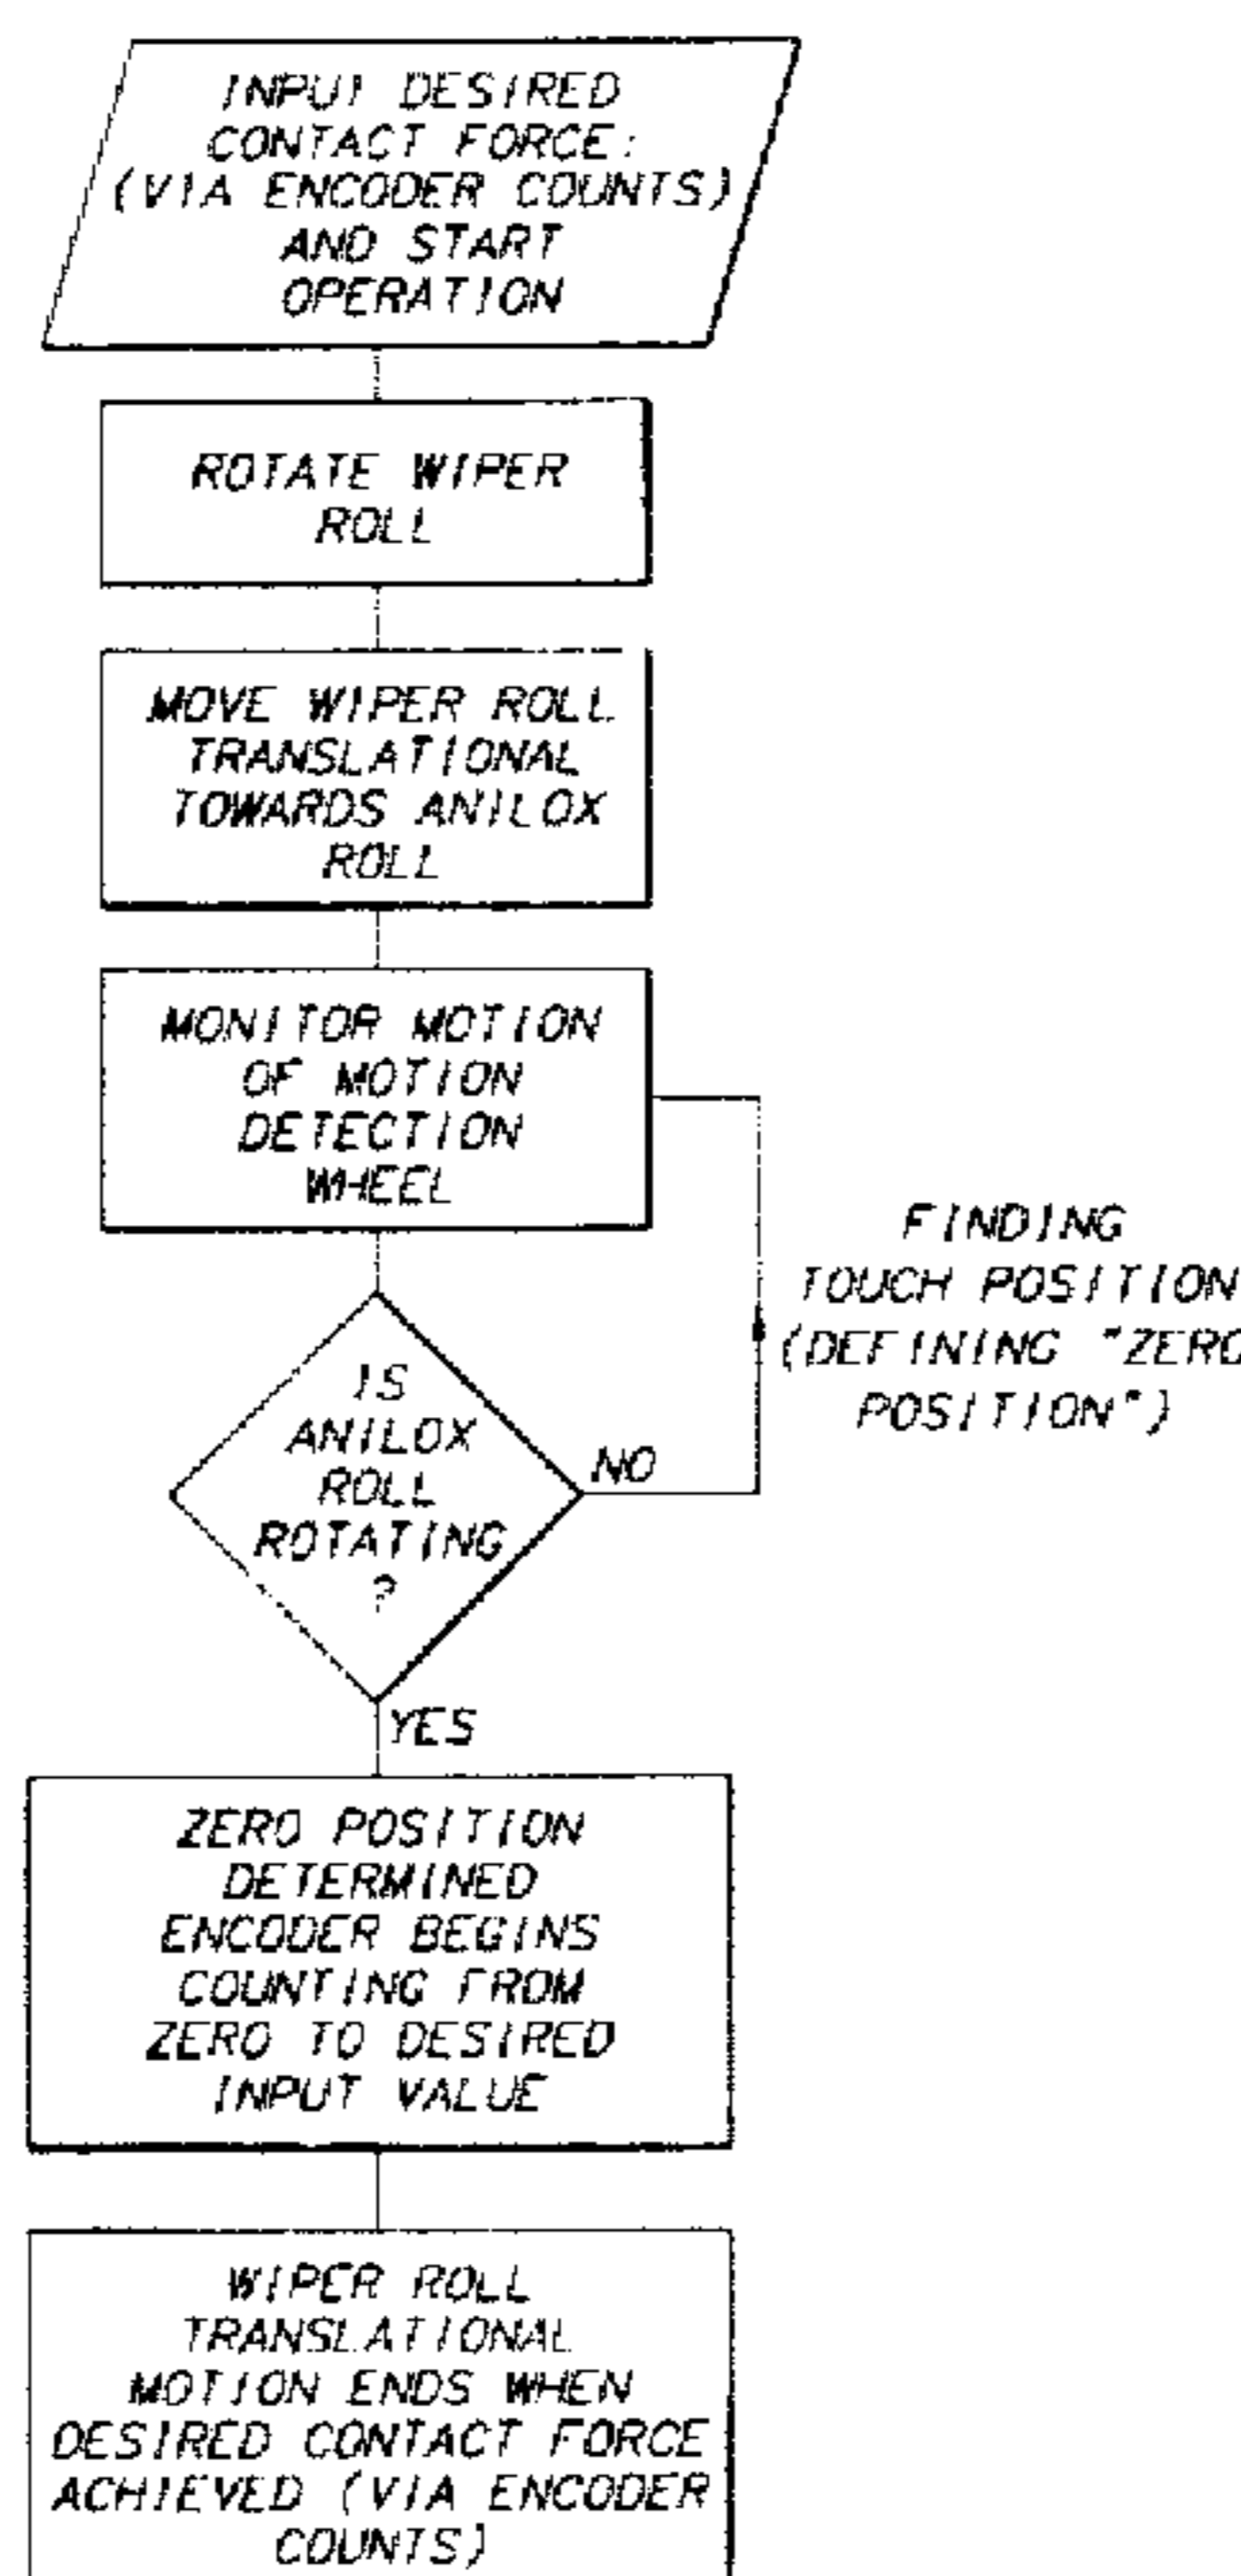 INPUT DESIRED
CONTACT FORCE:
(VIA ENCODER COUNTS)
AND START
OPERATION
ROTATE WIPER
ROLL
MOVE WIPER ROLL
TRANSLATIONAL
TOWARDS ANILOX
ROLL
MONITOR MOTION
OF MOTION
DETECTION
WHEEL
FINDING
TOUCH POSITION
(DEFINING "ZERO
POSITION")
IS
ANILOX
ROLL
ROTATING
?
NO
YES
ZERO POSITION
DETERMINED
ENCODER BEGINS
COUNTING FROM
ZERO TO DESIRED
INPUT VALUE
WIPER ROLL
TRANSLATIONAL
MOTION ENDS WHEN
DESIRED CONTACT FORCE
ACHIEVED (VIA ENCODER
COUNTS)